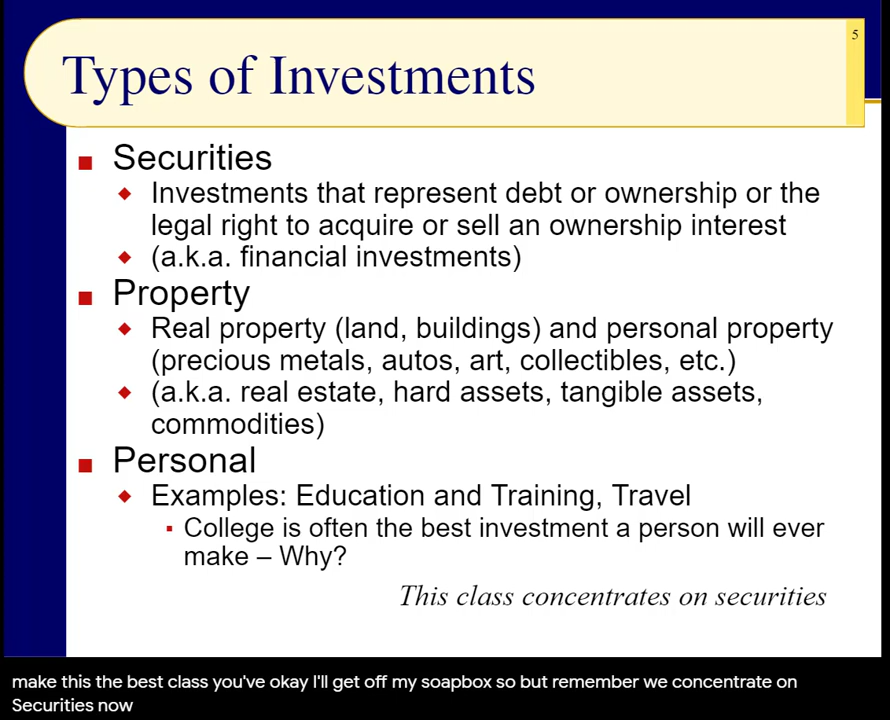 5
Types of Investments
Securities
Investments that represent debt or ownership or the
legal right to acquire or sell an ownership interest
(a.k.a. financial investments)
Property
Real property (land, buildings) and personal property
(precious metals, autos, art, collectibles, etc.)
(a.k.a. real estate, hard assets, tangible assets,
commodities)
Personal
Examples: Education and Training, Travel
College is often the best investment a person will ever
make – Why?
This class concentrates on securities
make this the best class you've okay I'll get off my soapbox so but remember we concentrate on
Securities now